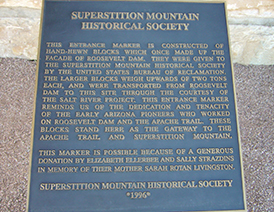 SUPERSTITION MOUNTAIN
HISTORICAL SOCIETY
THIS ENTRANCE MARKER IS CONSTRUCTED OF
HAND-HEWN BLOCKS WHICH ONCE MADE UP THE
FACADE OF ROOSEVELT DAM. THEY WERE GIVEN TO
THE SUPERSTITION MOUNTAIN HISTORICAL SOCIETY
BY THE UNITED STATES BUREAU OF RECLAMATION.
THE LARGER BLOCKS WEIGH UPWARDS OF TWO TONS
EACH, AND WERE TRANSPORTED FROM ROOSEVELT
DAM TO THIS SITE THROUGH THE COURTESY OF
THE SALT RIVER PROJECT. THIS ENTRANCE MARKER
REMINDS US OF THE DEDICATION AND TENACITY
OF THE EARLY ARIZONA PIONEERS WHO WORKED
ON ROOSEVELT DAM AND THE APACHE TRAIL. THESE
BLOCKS STAND HERE AS THE GATEWAY TO THE
APACHE TRAIL AND SUPERSTITION MOUNTAIN.
THIS MARKER IS POSSIBLE BECAUSE OF A GENEROUS
DONATION BY ELIZABETH ELLERBEE AND SALLY STRAZDINS
IN MEMORY OF THEIR MOTHER SARAH ROTAN LIVINGSTON.
SUPERSTITION MOUNTAIN HISTORICAL SOCIETY
*1996*